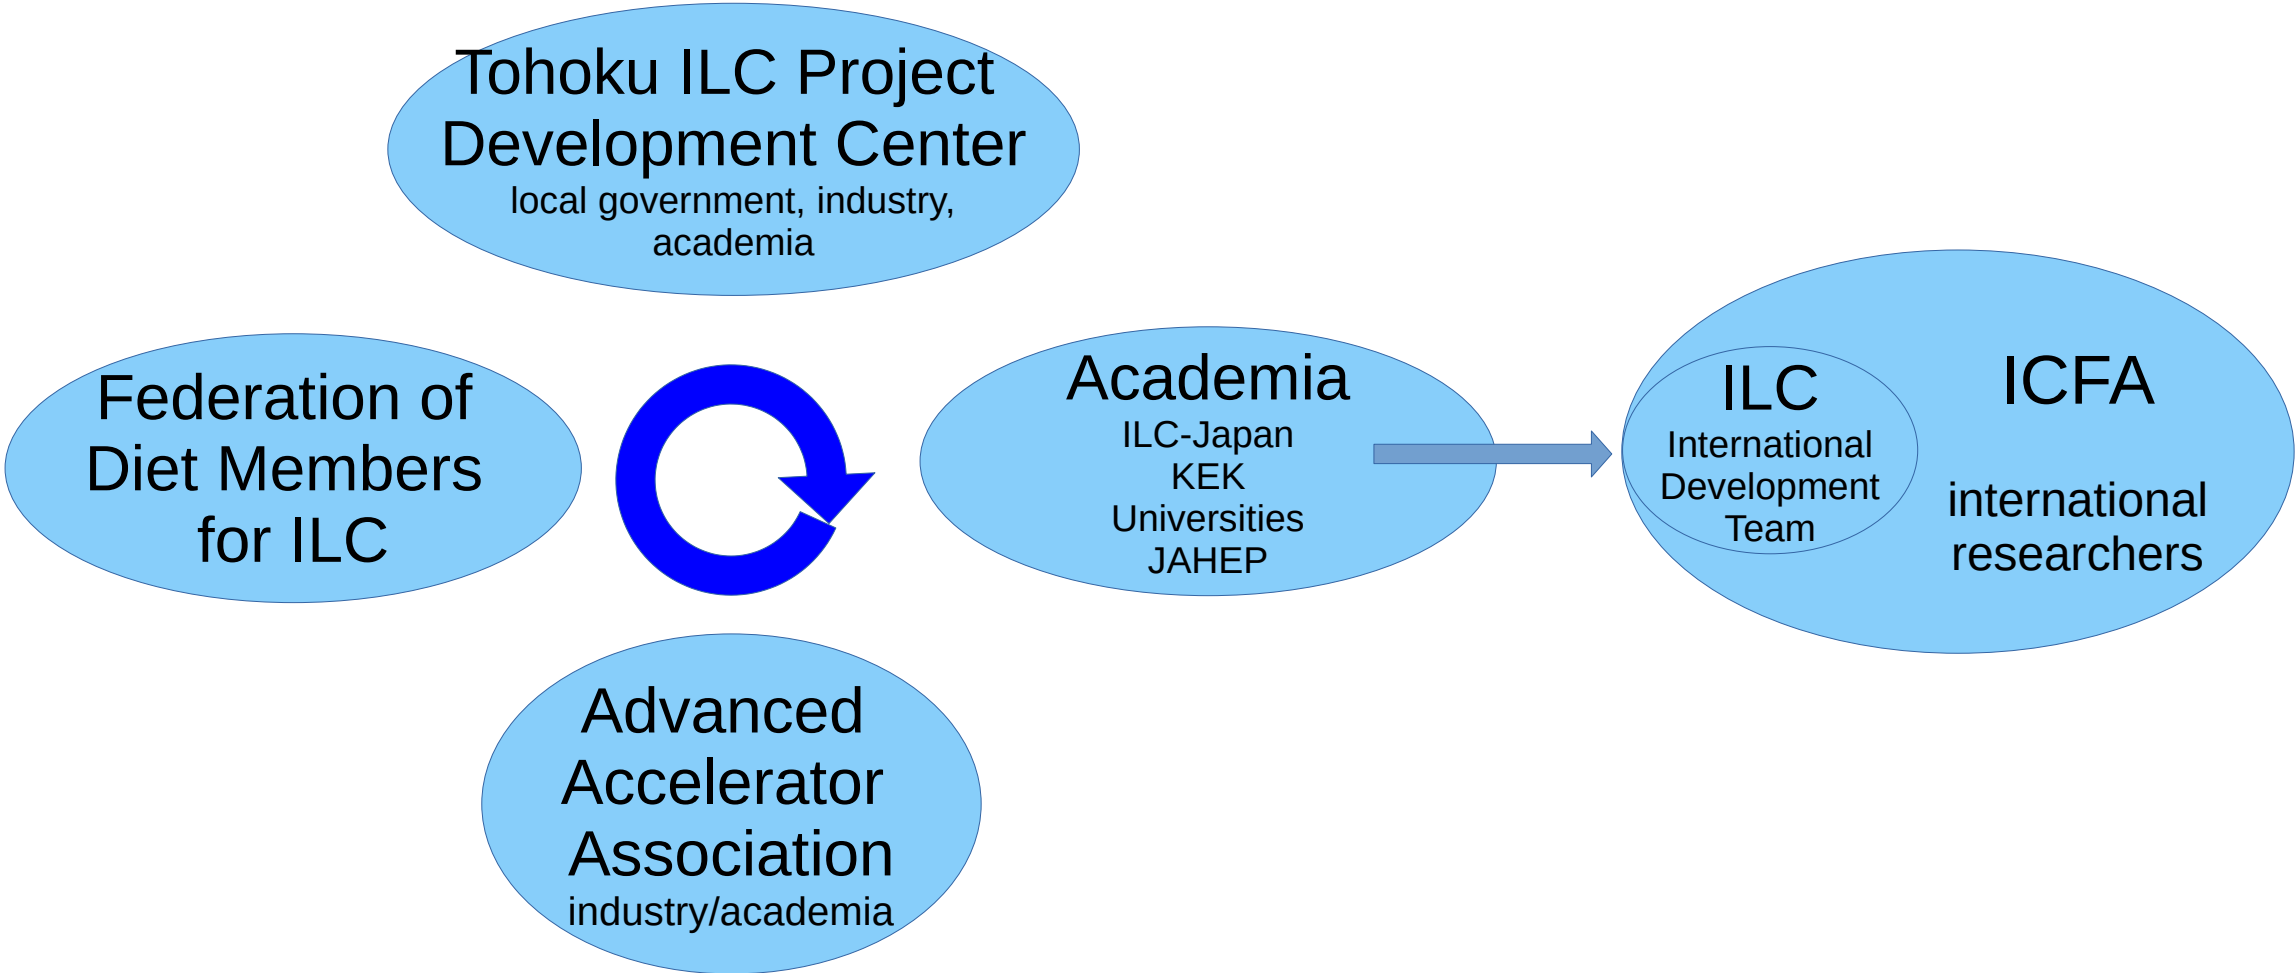 Tohoku ILC Project
Development Center
local government, industry,
academia
Federation of
Diet Members
for ILC
Academia
ILC-Japan
KEK
Universities
JAHEP
ILC
International
Development
Team
ICFA
international
researchers
Advanced
Accelerator
Association
industry/academia